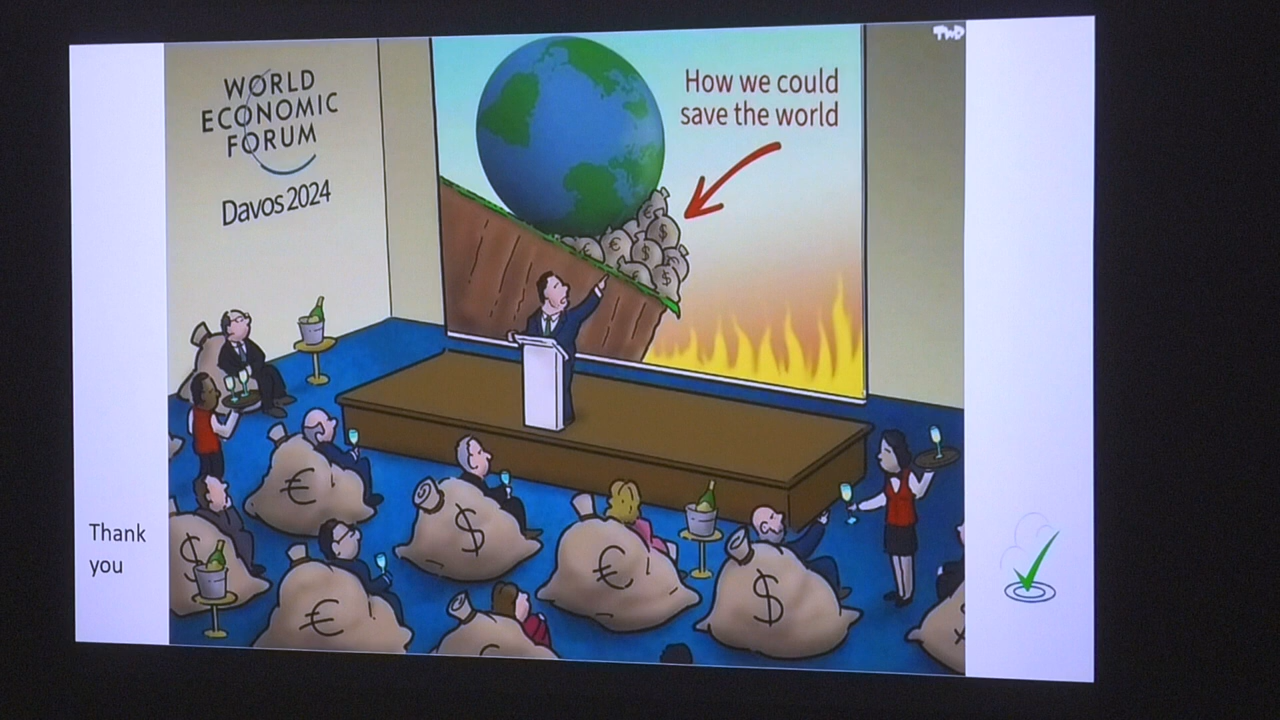 WORLD
ECONOMIC
FORUM
Davos 2024
How we could
save the world
TWD
€
€
$
$
€
$
€
$
€
$
$
€
€
$
Thank
you